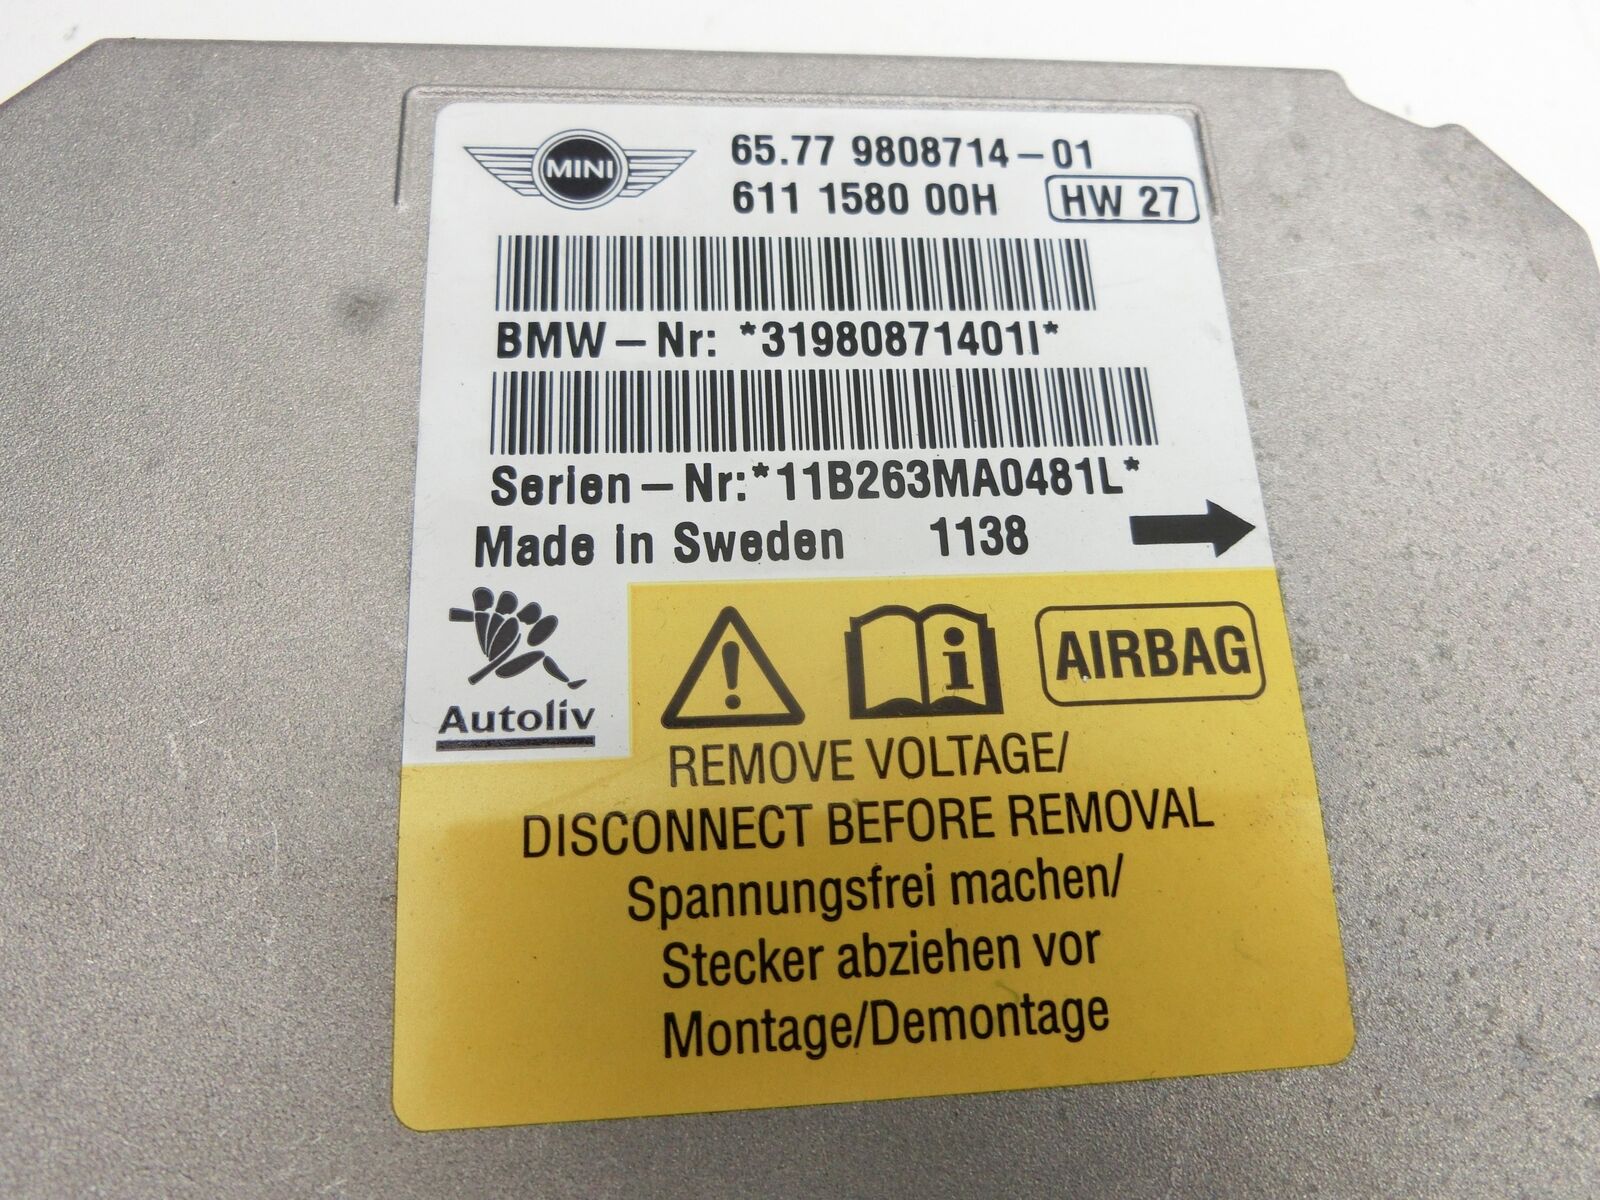 MINI
65.77 9808714-01
611 1580 00H HW 27
BMW-Nr: *31980871401I*
Serien-Nr:*11B263MA0481L*
Made in Sweden 1138
Autoliv
i AIRBAG
REMOVE VOLTAGE/
DISCONNECT BEFORE REMOVAL
Spannungsfrei machen/
Stecker abziehen vor
Montage/Demontage